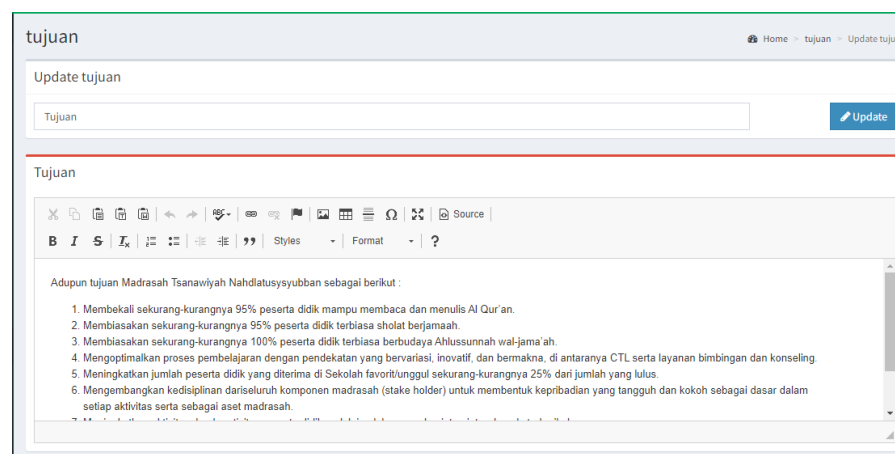 tujuan
Home > tujuan > Update tuju
Update tujuan
Tujuan
Update
Tujuan
ABC
Source
B I S Tx Styles Format ?
Adupun tujuan Madrasah Tsanawiyah Nahdlatusysyubban sebagai berikut :
1. Membekali sekurang-kurangnya 95% peserta didik mampu membaca dan menulis Al Qur'an.
2. Membiasakan sekurang-kurangnya 95% peserta didik terbiasa sholat berjamaah.
3. Membiasakan sekurang-kurangnya 100% peserta didik terbiasa berbudaya Ahlussunnah wal-jama'ah.
4. Mengoptimalkan proses pembelajaran dengan pendekatan yang bervariasi, inovatif, dan bermakna, di antaranya CTL serta layanan bimbingan dan konseling.
5. Meningkatkan jumlah peserta didik yang diterima di Sekolah favorit/unggul sekurang-kurangnya 25% dari jumlah yang lulus.
6. Mengembangkan kedisiplinan dariseluruh komponen madrasah (stake holder) untuk membentuk kepribadian yang tangguh dan kokoh sebagai dasar dalam
setiap aktivitas serta sebagai aset madrasah.